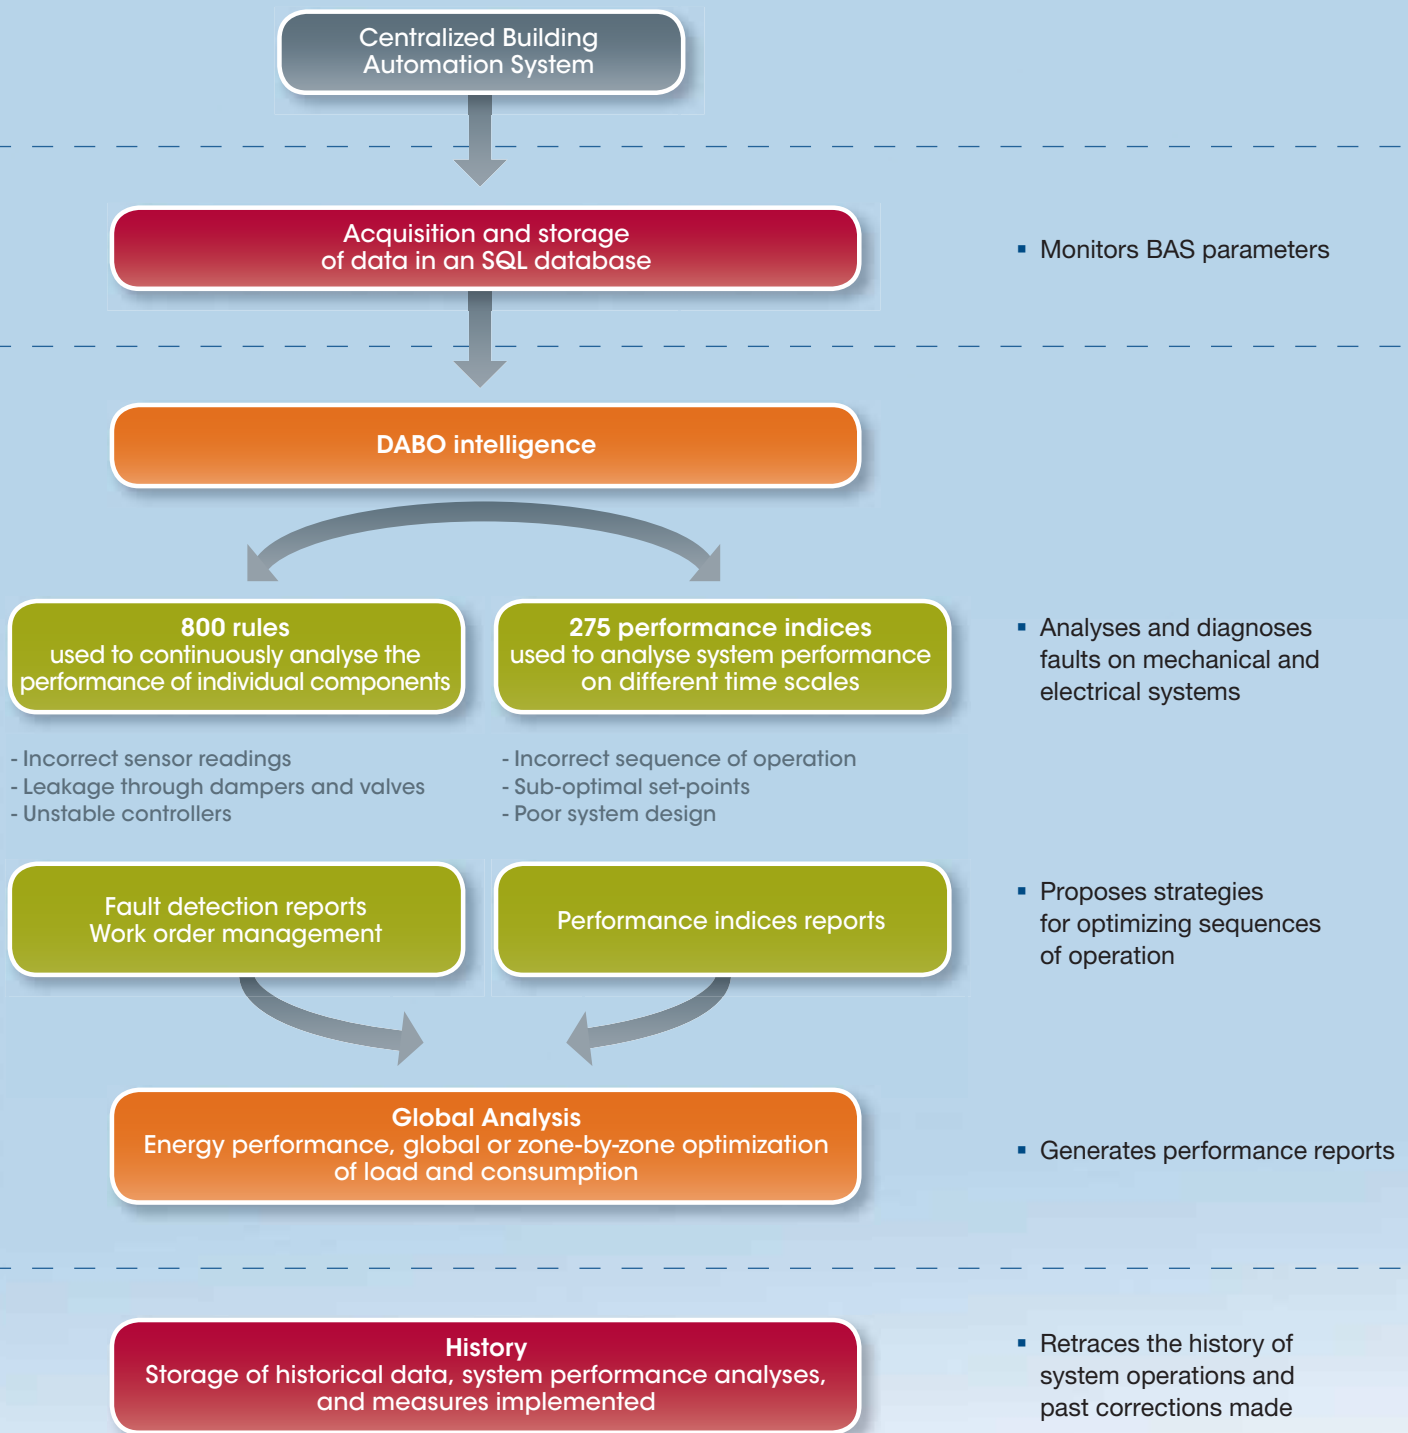 Centralized Building
Automation System
Acquisition and storage
of data in an SQL database
▪ Monitors BAS parameters
DABO intelligence
800 rules
used to continuously analyse the
performance of individual components
275 performance indices
used to analyse system performance
on different time scales
▪ Analyses and diagnoses
faults on mechanical and
electrical systems
- Incorrect sensor readings
- Leakage through dampers and valves
- Unstable controllers
- Incorrect sequence of operation
- Sub-optimal set-points
- Poor system design
Fault detection reports
Work order management
Performance indices reports
▪ Proposes strategies
for optimizing sequences
of operation
Global Analysis
Energy performance, global or zone-by-zone optimization
of load and consumption
▪ Generates performance reports
History
Storage of historical data, system performance analyses,
and measures implemented
▪ Retraces the history of
system operations and
past corrections made